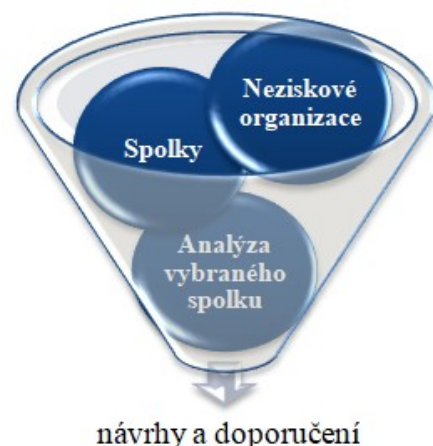 Neziskové
organizace
Spolky
Analýza
vybraného
spolku
návrhy a doporučení